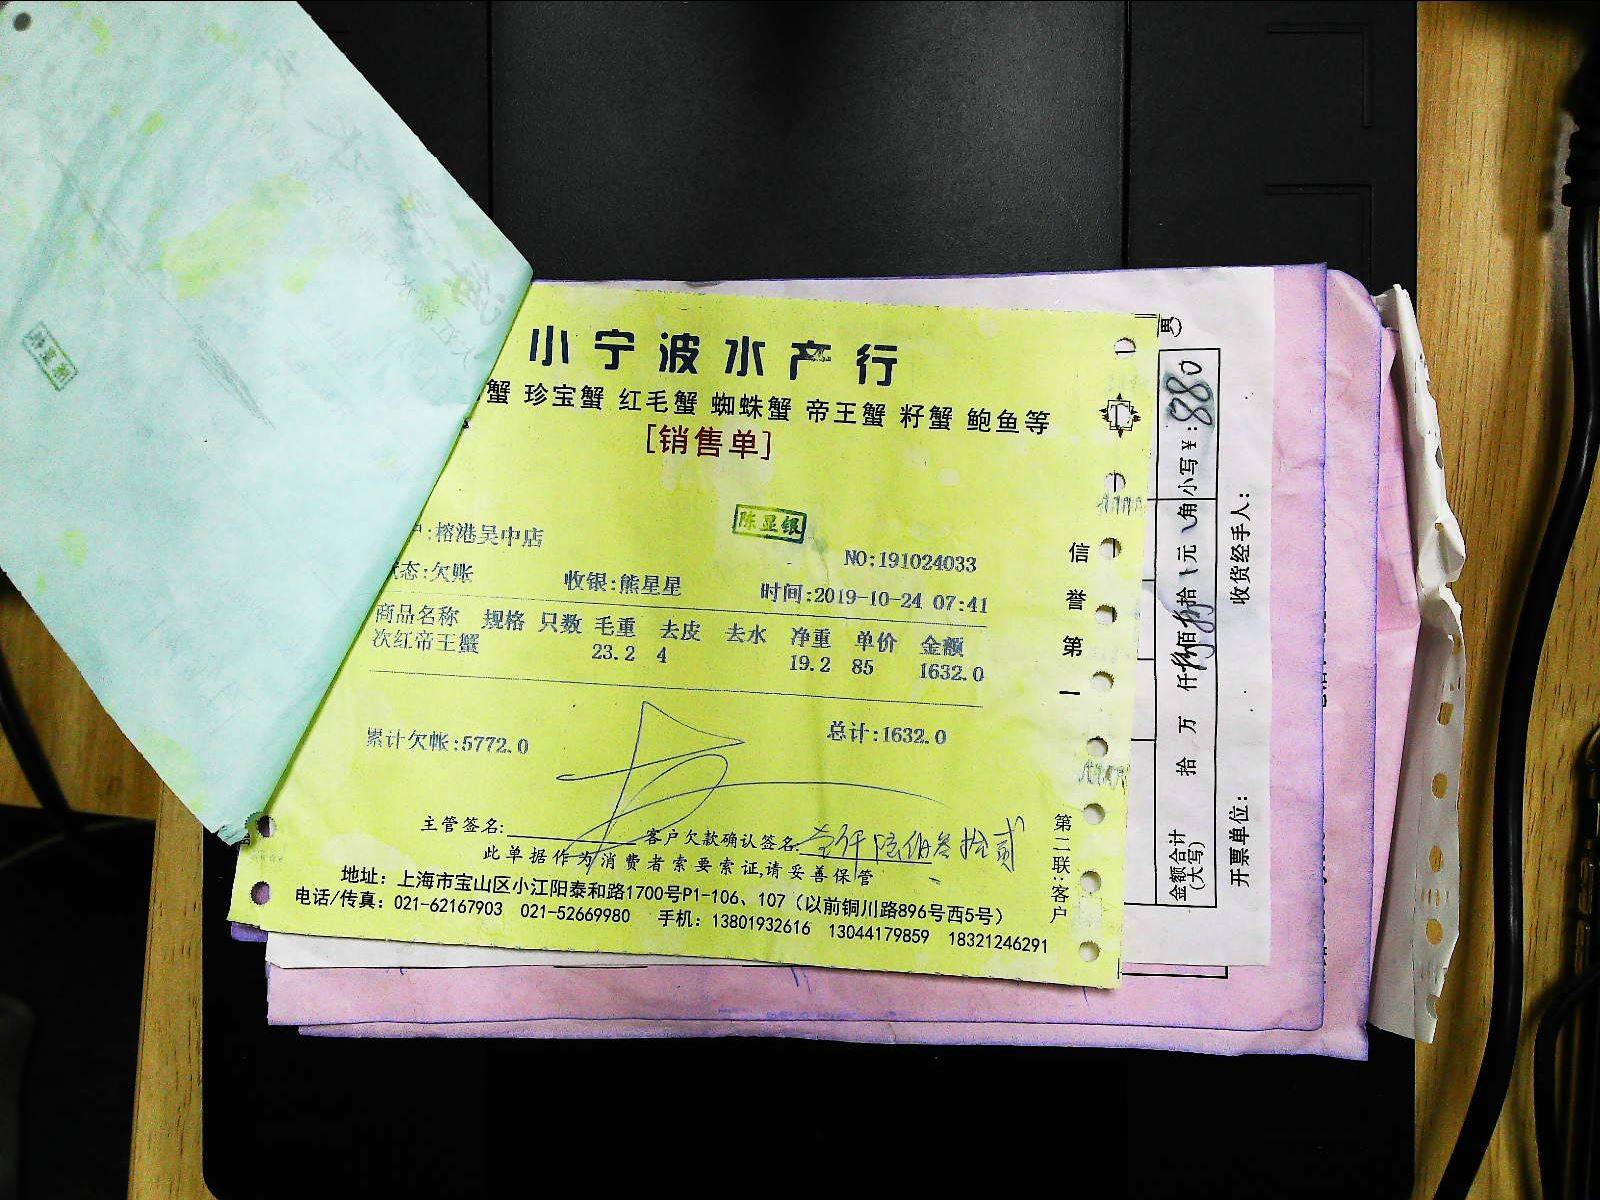 小宁波水产行
蟹 珍宝蟹 红毛蟹 蜘蛛蟹 帝王蟹 籽蟹 鲍鱼等
[销售单]
陈显银
:榕港吴中店
NO:191024033
态:欠账
收银:熊星星
时间:2019-10-24 07:41
商品名称 规格 只数 毛重 去皮 去水 净重 单价 金额
次红帝王蟹 23.2 4 19.2 85 1632.0
累计欠帐:5772.0
总计:1632.0
主管签名:
客户欠款确认签名: 壹仟陆佰叁拾贰
此单据作为消费者索要索证,请妥善保管
地址：上海市宝山区小江阳泰和路1700号P1-106、107（以前铜川路896号西5号）
电话/传真：021-62167903 021-52669980 手机：13801932616 13044179859 18321246291
信誉第一
第二联:客户
金额合计
(大写)
拾 万 仟 佰 拾 元 角 小写￥:880
开票单位：
收货经手人：